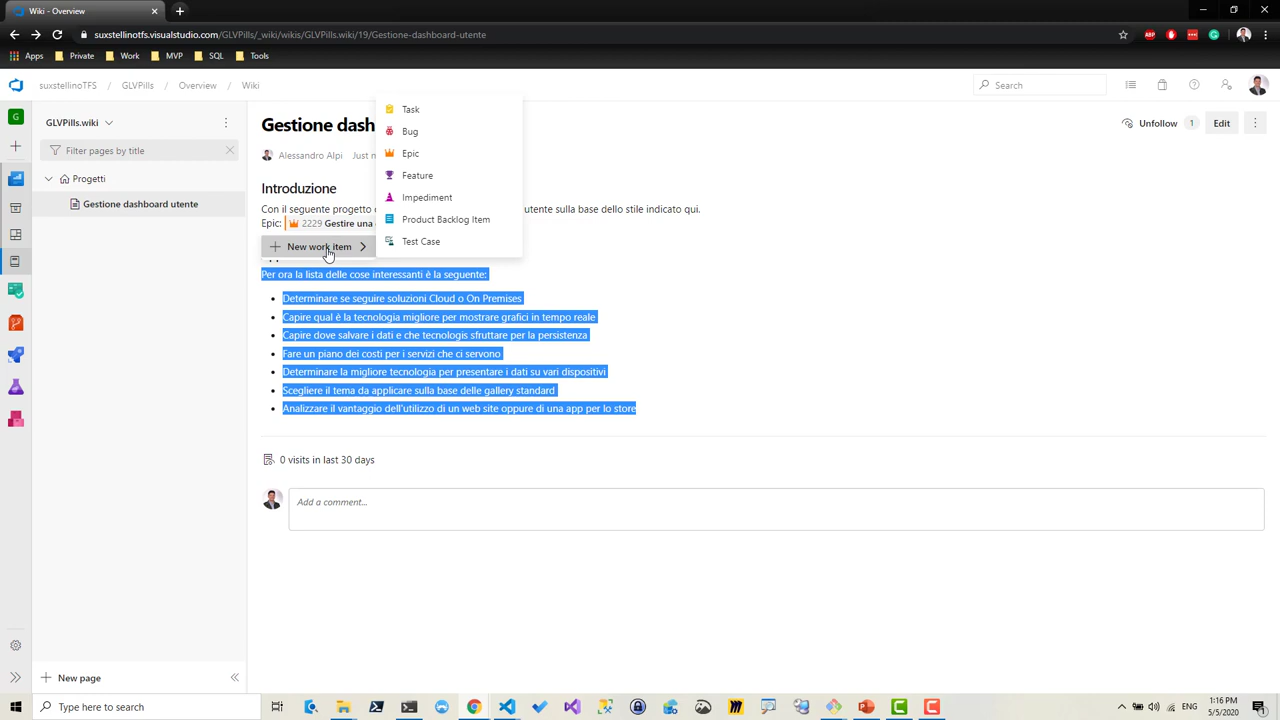 Wiki - Overview
suxstellinotfs.visualstudio.com/GLVPills/_wiki/wikis/GLVPills.wiki/19/Gestione-dashboard-utente
ABP
Apps Private Work MVP SQL Tools
suxstellinoTFS / GLVPills / Overview / Wiki
Search
G
GLVPills.wiki
Filter pages by title
Progetti
Gestione dashboard utente
Gestione dash
Unfollow 1 Edit
Alessandro Alpi Just m
Introduzione
Con il seguente progetto utente sulla base dello stile indicato qui.
Epic: 2229 Gestire una
New work item
Task
Bug
Epic
Feature
Impediment
Product Backlog Item
Test Case
Per ora la lista delle cose interessanti è la seguente:
• Determinare se seguire soluzioni Cloud o On Premises
• Capire qual è la tecnologia migliore per mostrare grafici in tempo reale
• Capire dove salvare i dati e che tecnologis sfruttare per la persistenza
• Fare un piano dei costi per i servizi che ci servono
• Determinare la migliore tecnologia per presentare i dati su vari dispositivi
• Scegliere il tema da applicare sulla base delle gallery standard
• Analizzare il vantaggio dell'utilizzo di un web site oppure di una app per lo store
0 visits in last 30 days
Add a comment...
New page
Type here to search
ENG
1:16 PM
5/5/2020